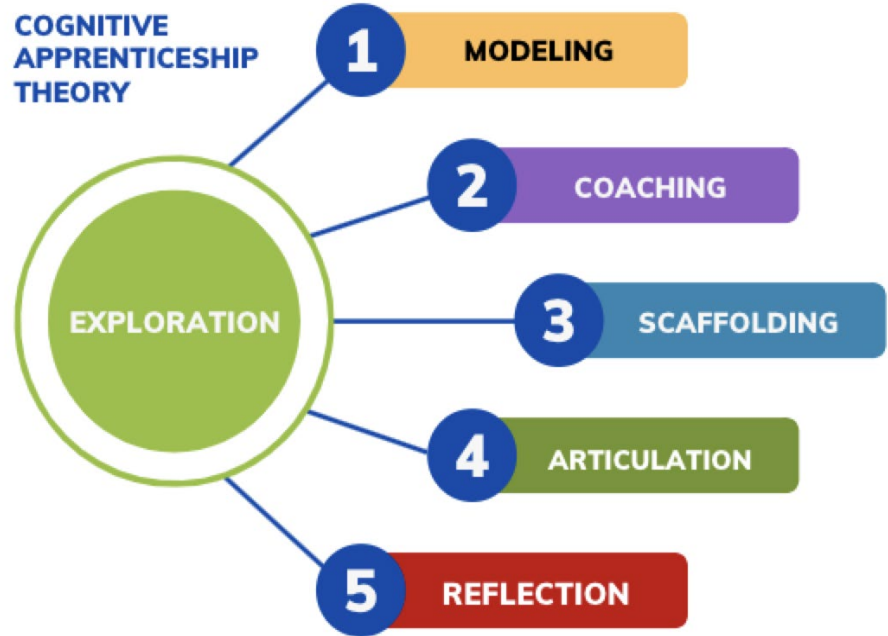 COGNITIVE
APPRENTICESHIP
THEORY
1 MODELING
2 COACHING
EXPLORATION
3 SCAFFOLDING
4 ARTICULATION
5 REFLECTION